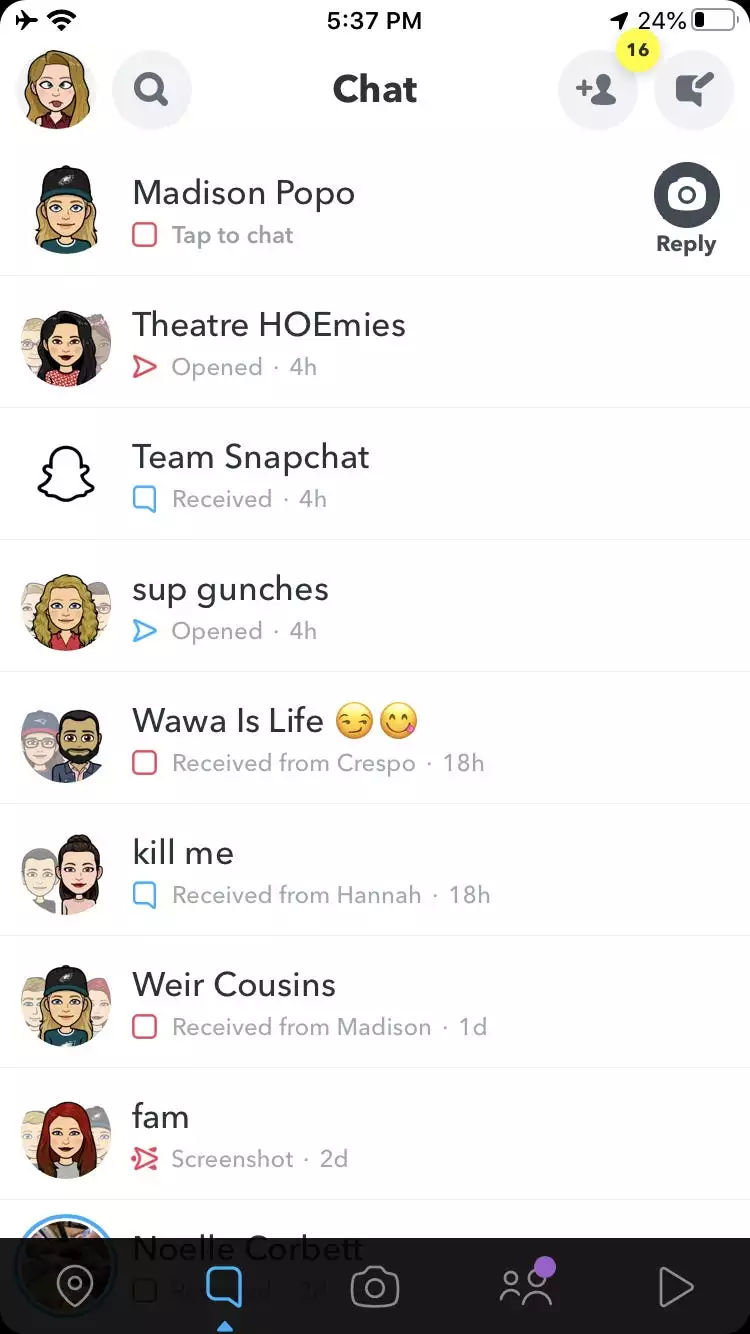 5:37 PM
24%
16
Chat
Madison Popo
Tap to chat
Reply
Theatre HOEmies
Opened · 4h
Team Snapchat
Received · 4h
sup gunches
Opened · 4h
Wawa Is Life 😏😋
Received from Crespo · 18h
kill me
Received from Hannah · 18h
Weir Cousins
Received from Madison · 1d
fam
Screenshot · 2d
Noelle Corbett